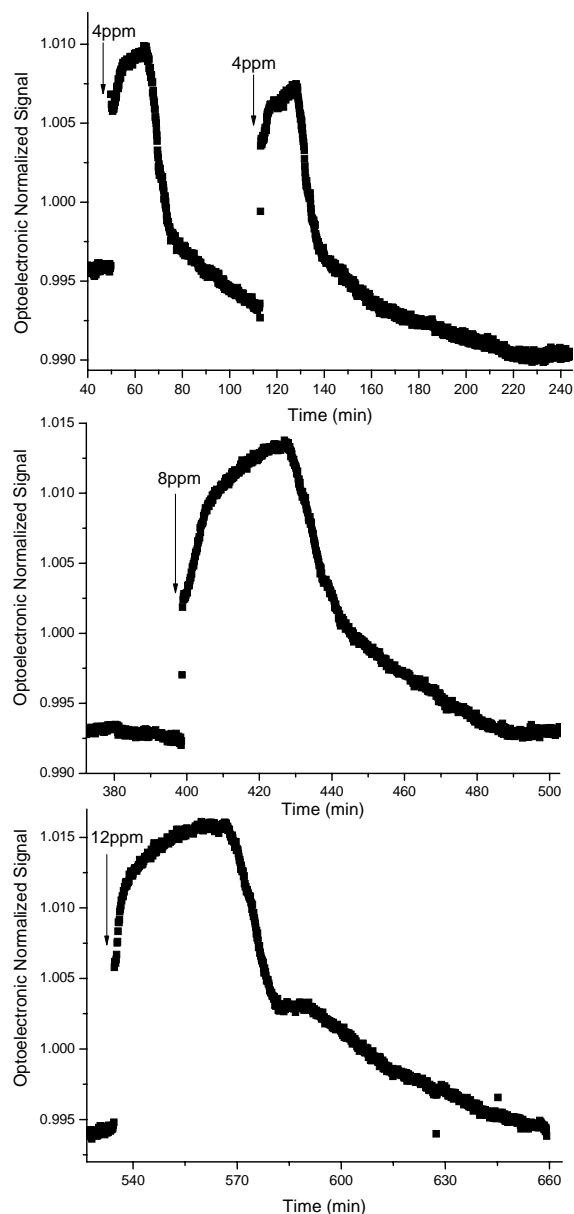 4ppm
4ppm
Optoelectronic Normalized Signal
1.010
1.005
1.000
0.995
0.990
40 60 80 100 120 140 160 180 200 220 240
Time (min)
8ppm
Optoelectronic Normalized Signal
1.015
1.010
1.005
1.000
0.995
0.990
380 400 420 440 460 480 500
Time (min)
12ppm
Optoelectronic Normalized Signal
1.015
1.010
1.005
1.000
0.995
540 570 600 630 660
Time (min)